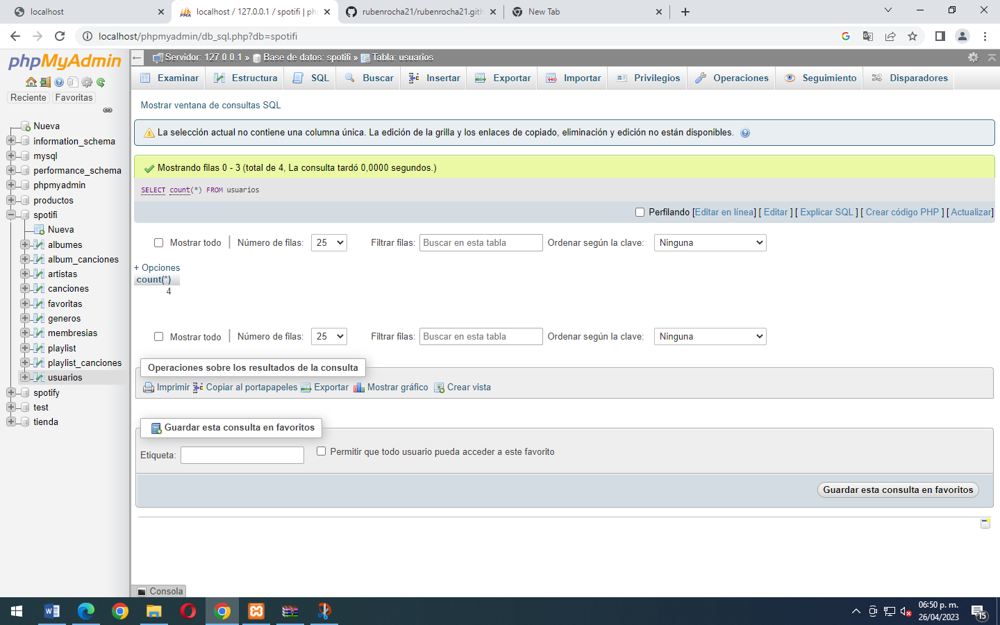 localhost
localhost / 127.0.0.1 / spotifi | ph
rubenrocha21/rubenrocha21.gith
New Tab
localhost/phpmyadmin/db_sql.php?db=spotifi
phpMyAdmin
Reciente Favoritas
Nueva
information_schema
mysql
performance_schema
phpmyadmin
productos
spotifi
Nueva
albumes
album_canciones
artistas
canciones
favoritas
generos
membresias
playlist
playlist_canciones
usuarios
spotify
test
tienda
Servidor: 127.0.0.1 » Base de datos: spotifi » Tabla: usuarios
Examinar Estructura SQL Buscar Insertar Exportar Importar Privilegios Operaciones Seguimiento Disparadores
Mostrar ventana de consultas SQL
La selección actual no contiene una columna única. La edición de la grilla y los enlaces de copiado, eliminación y edición no están disponibles.
Mostrando filas 0 - 3 (total de 4, La consulta tardó 0,0000 segundos.)
SELECT count(*) FROM usuarios
Perfilando [Editar en línea] [ Editar ] [ Explicar SQL ] [ Crear código PHP ] [ Actualizar]
Mostrar todo | Número de filas: 25 Filtrar filas: Buscar en esta tabla Ordenar según la clave: Ninguna
+ Opciones
count(*)
4
Mostrar todo | Número de filas: 25 Filtrar filas: Buscar en esta tabla Ordenar según la clave: Ninguna
Operaciones sobre los resultados de la consulta
Imprimir Copiar al portapapeles Exportar Mostrar gráfico Crear vista
Guardar esta consulta en favoritos
Etiqueta: Permitir que todo usuario pueda acceder a este favorito
Guardar esta consulta en favoritos
Consola
06:50 p. m.
26/04/2023
15